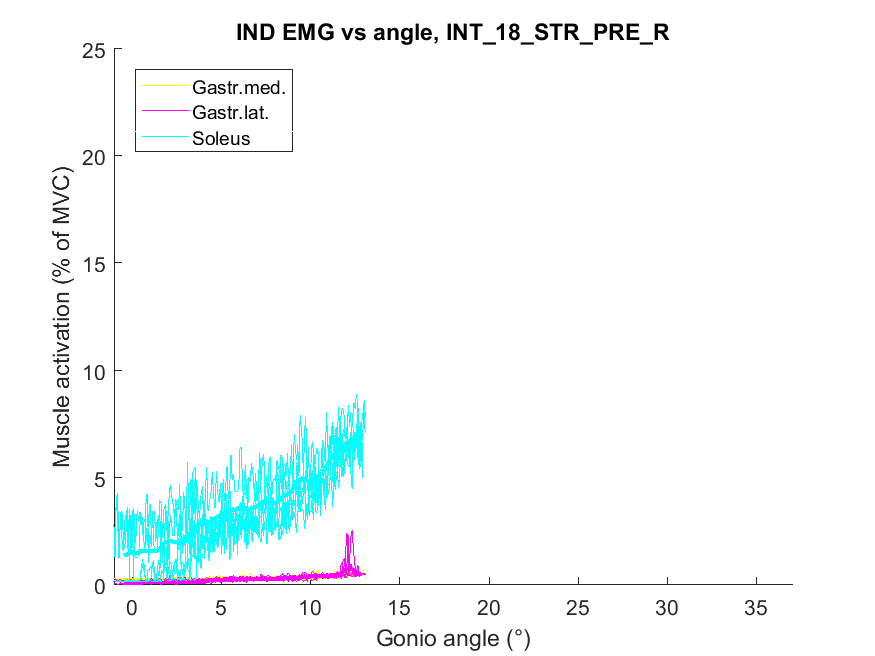 IND EMG vs angle, INT_18_STR_PRE_R
25
20
15
10
5
0
Muscle activation (% of MVC)
Gastr.med.
Gastr.lat.
Soleus
0 5 10 15 20 25 30 35
Gonio angle (°)